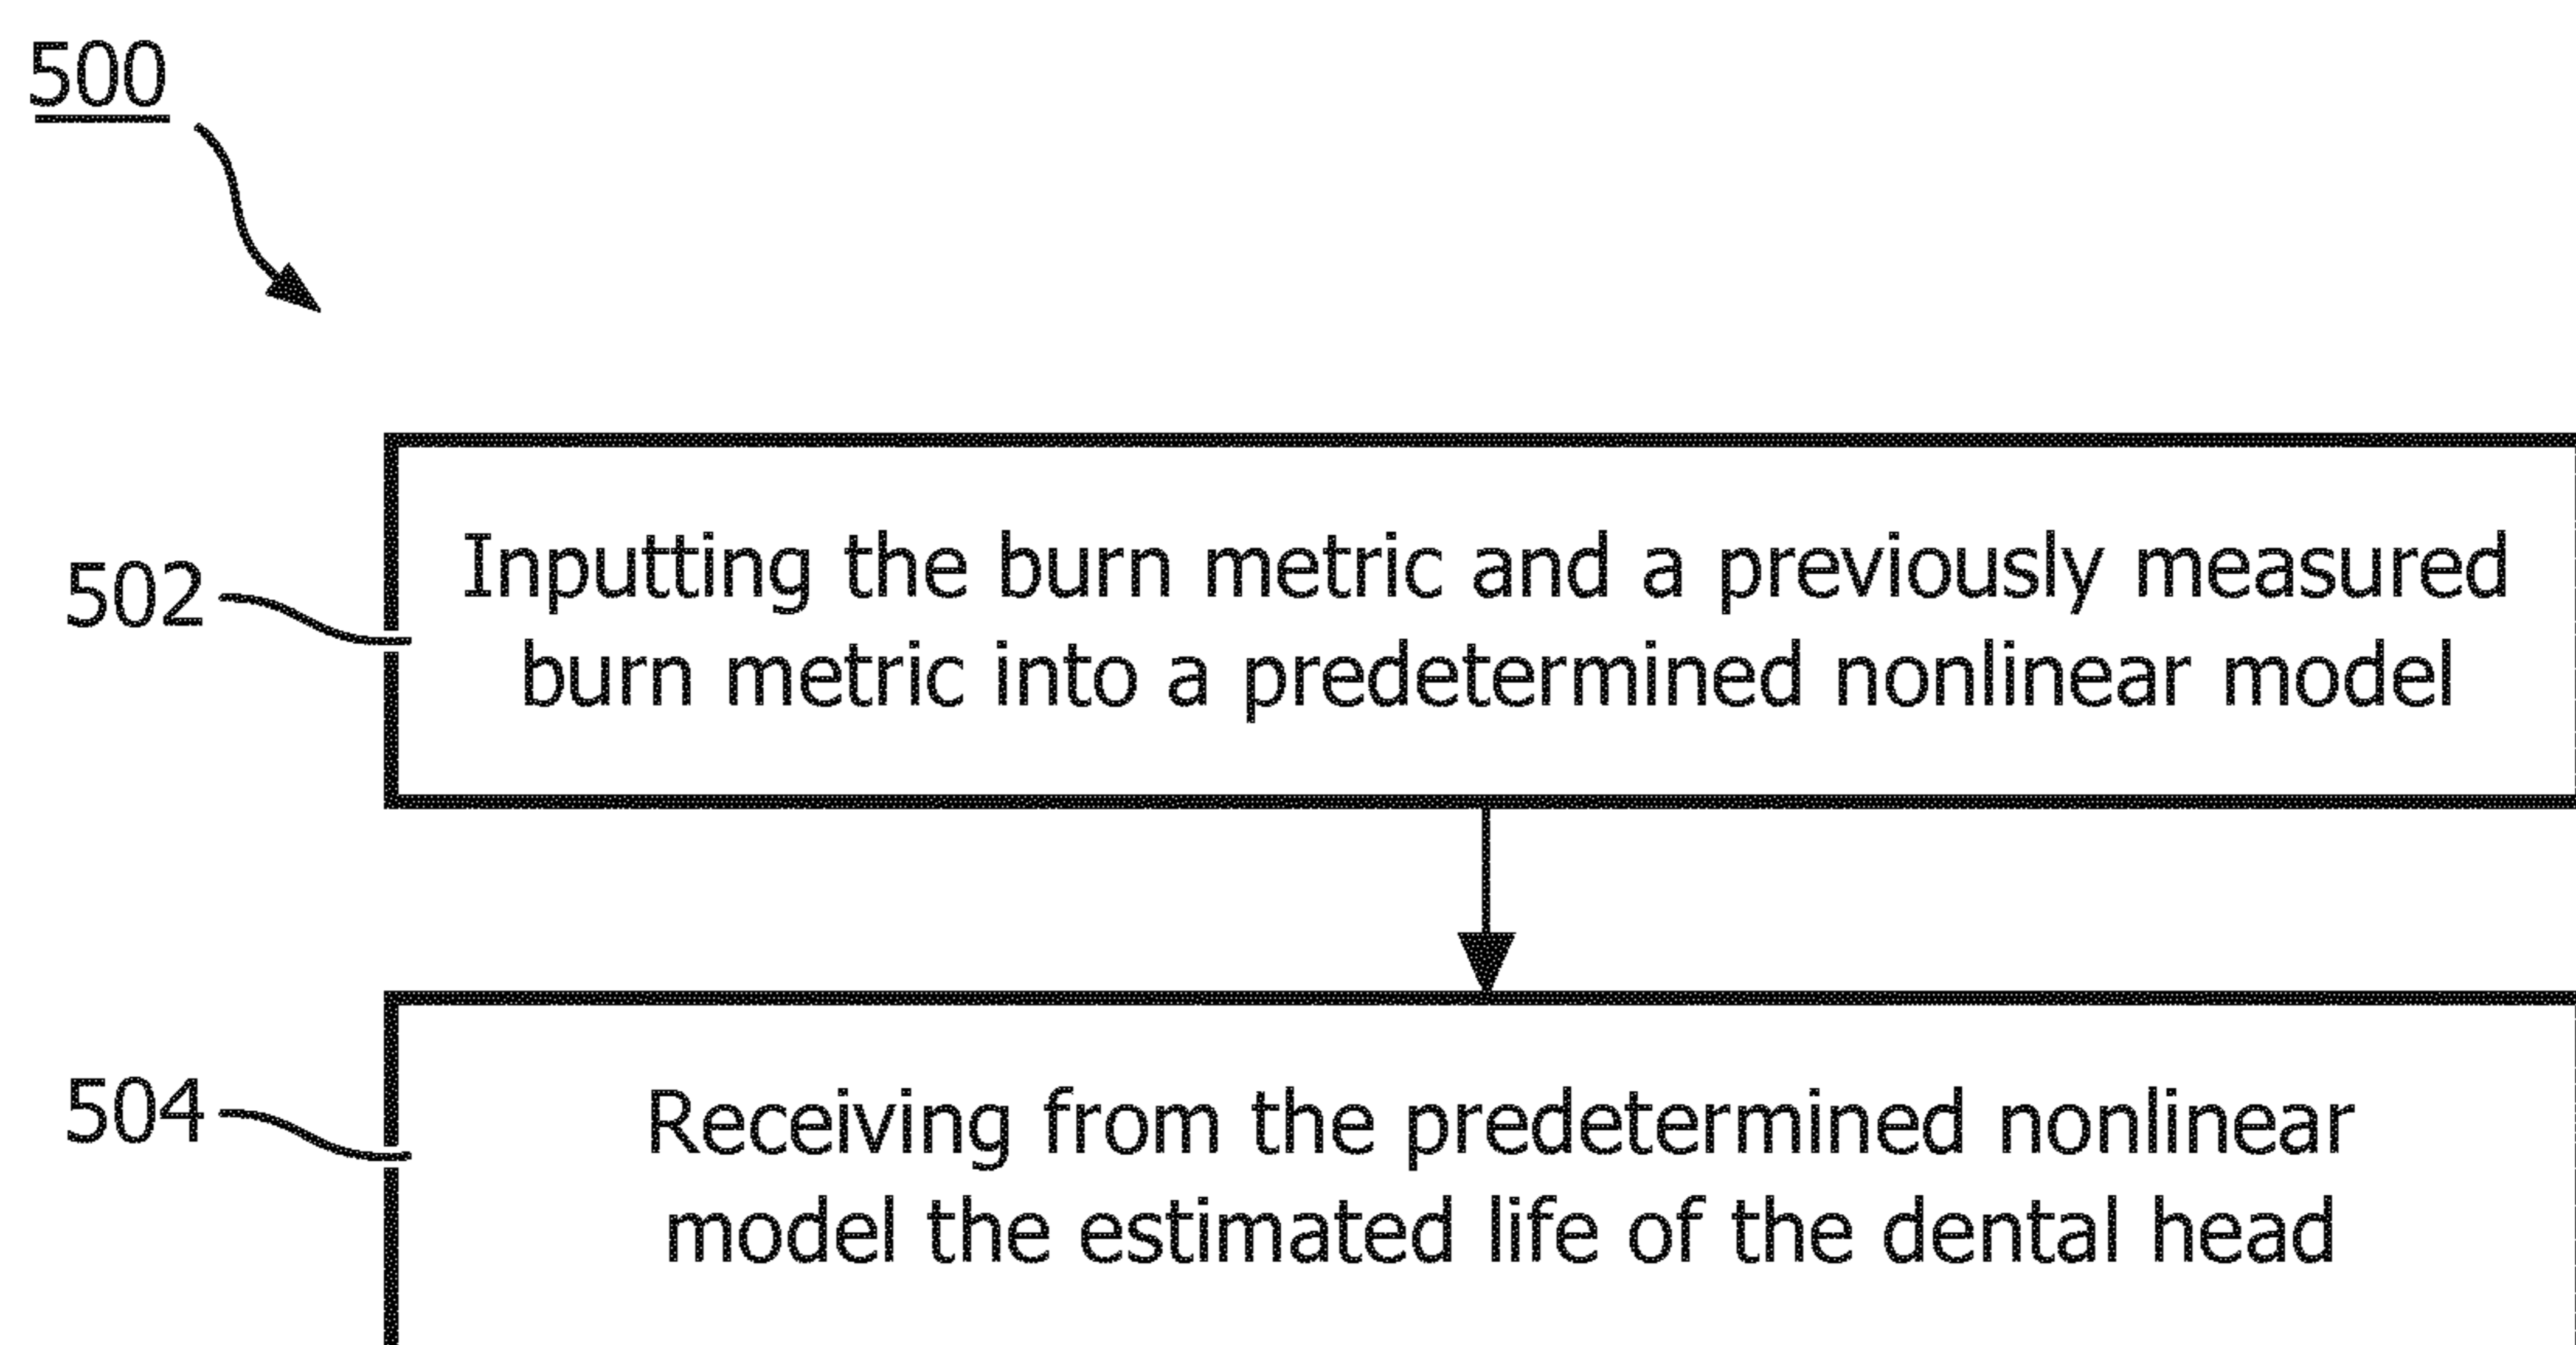 500
502
Inputting the burn metric and a previously measured
burn metric into a predetermined nonlinear model
504
Receiving from the predetermined nonlinear
model the estimated life of the dental head